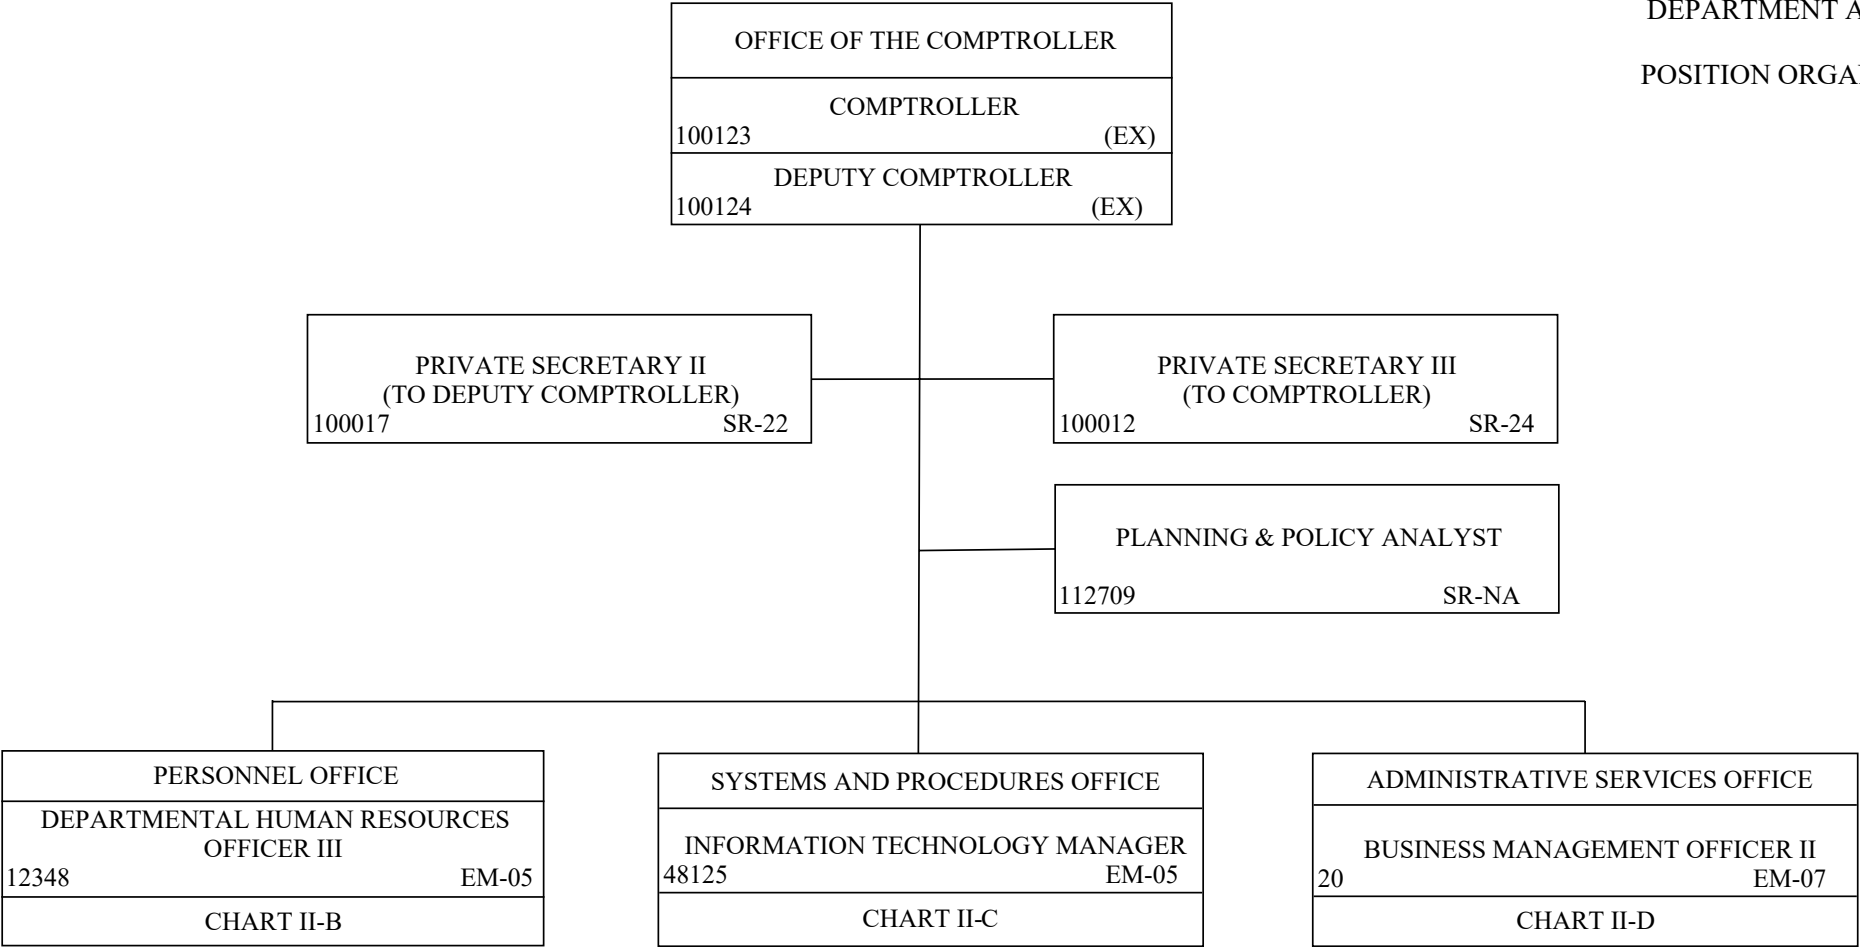 DEPARTMENT A
POSITION ORGA
OFFICE OF THE COMPTROLLER
COMPTROLLER
100123 (EX)
DEPUTY COMPTROLLER
100124 (EX)
PRIVATE SECRETARY II
(TO DEPUTY COMPTROLLER)
100017 SR-22
PRIVATE SECRETARY III
(TO COMPTROLLER)
100012 SR-24
PLANNING & POLICY ANALYST
112709 SR-NA
PERSONNEL OFFICE
DEPARTMENTAL HUMAN RESOURCES
OFFICER III
12348 EM-05
CHART II-B
SYSTEMS AND PROCEDURES OFFICE
INFORMATION TECHNOLOGY MANAGER
48125 EM-05
CHART II-C
ADMINISTRATIVE SERVICES OFFICE
BUSINESS MANAGEMENT OFFICER II
20 EM-07
CHART II-D